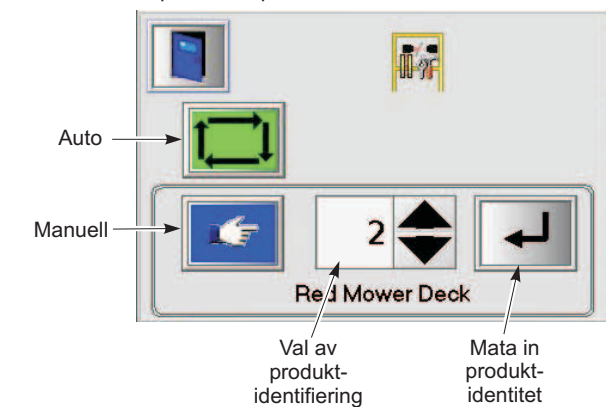 Auto
Manuell
2
Red Mower Deck
Val av
produkt-
identifiering
Mata in
produkt-
identitet